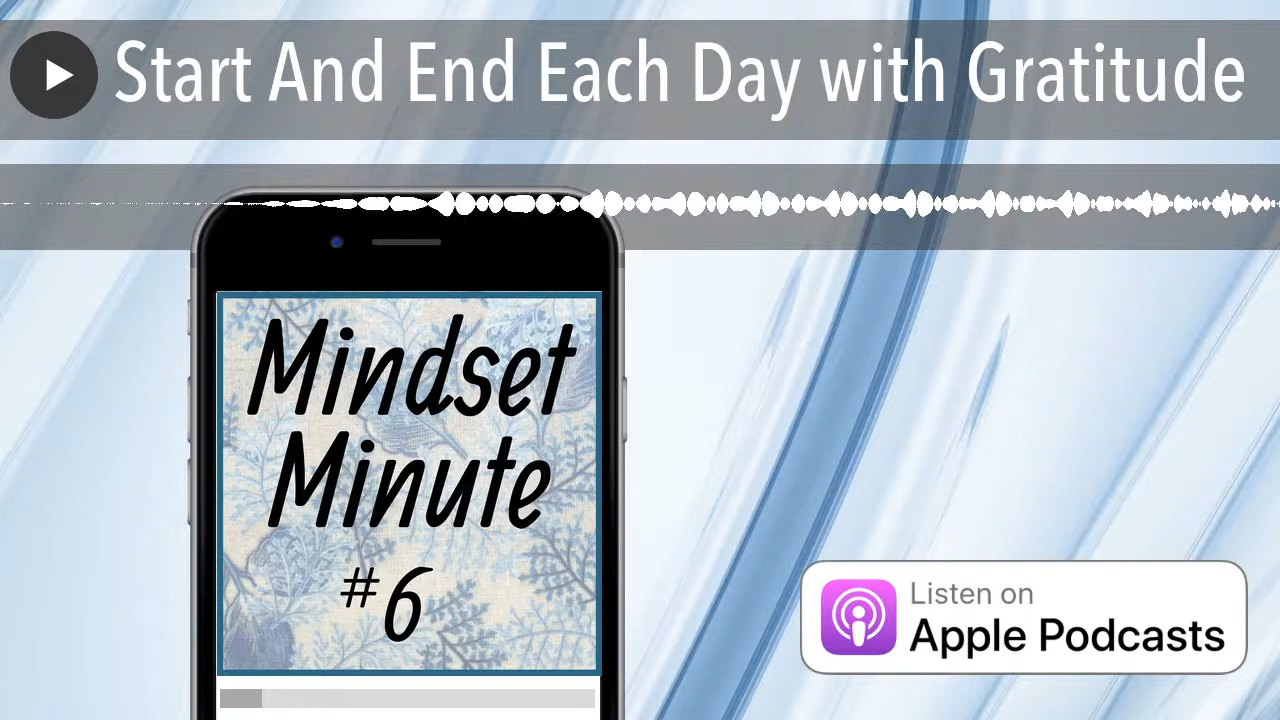 Start And End Each Day with Gratitude
Mindset
Minute
#6
Listen on
Apple Podcasts